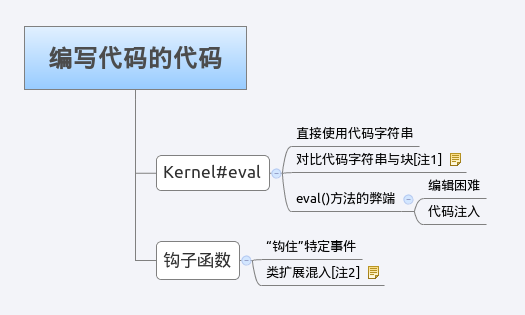 编写代码的代码
Kernel#eval
直接使用代码字符串
对比代码字符串与块[注1]
eval()方法的弊端
编辑困难
代码注入
钩子函数
“钩住”特定事件
类扩展混入[注2]